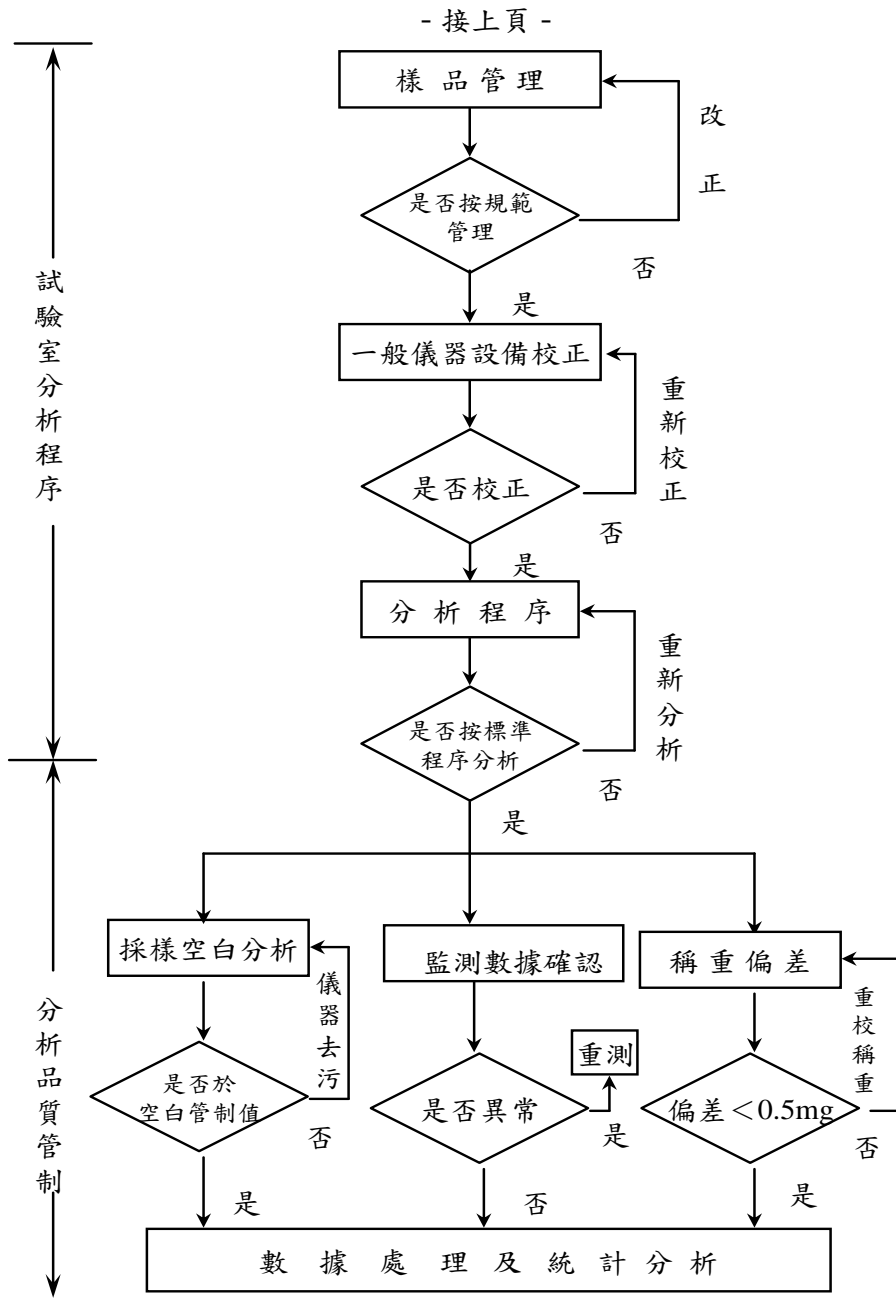 - 接上頁 -
樣品管理
改正
是否按規範
管理
否
是
試驗室分析程序
一般儀器設備校正
重新校正
是否校正
否
是
分析程序
重新分析
是否按標準
程序分析
否
是
分析品質管制
採樣空白分析
儀器去污
是否於
空白管制值
否
是
監測數據確認
重測
是否異常
是
否
稱重偏差
重校稱重
偏差＜0.5mg
否
是
數據處理及統計分析